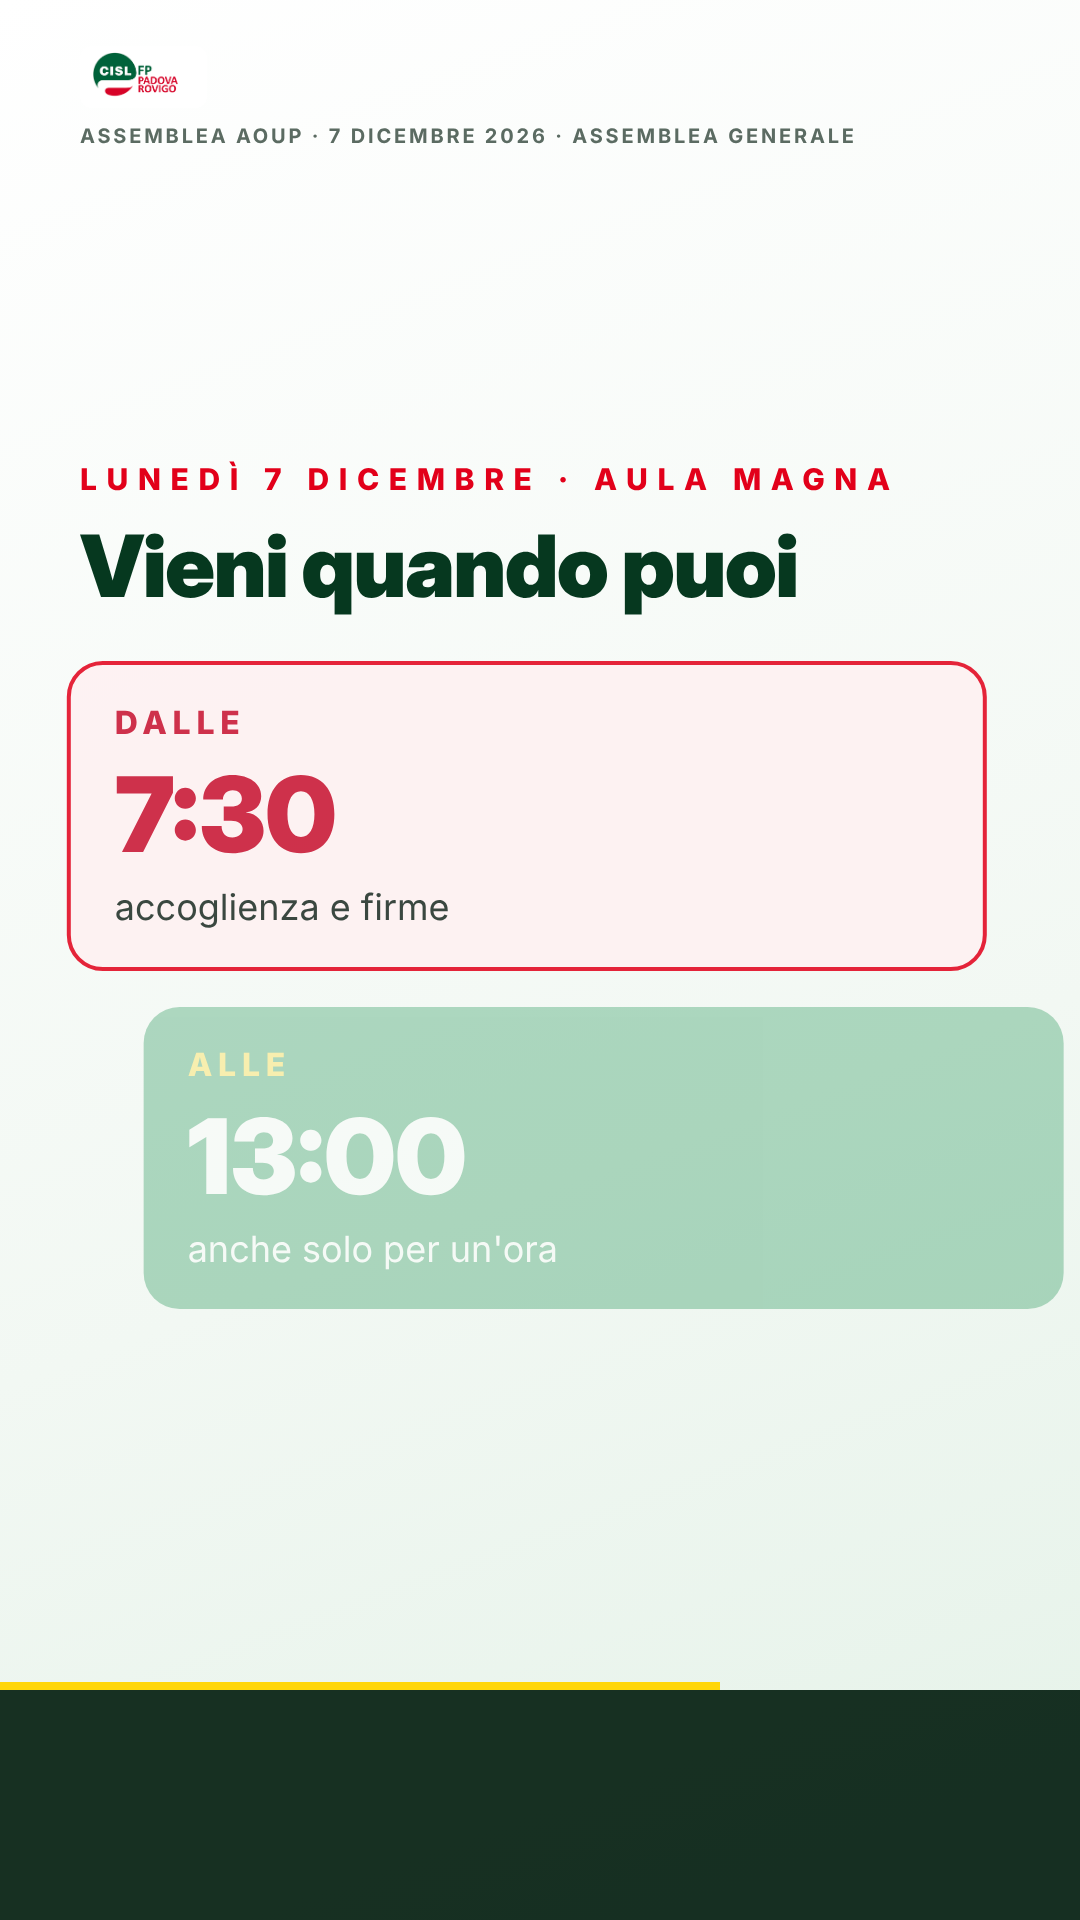 CISL FP
PADOVA
ROVIGO
ASSEMBLEA AOUP · 7 DICEMBRE 2026 · ASSEMBLEA GENERALE
LUNEDÌ 7 DICEMBRE · AULA MAGNA
Vieni quando puoi
DALLE
7:30
accoglienza e firme
ALLE
13:00
anche solo per un'ora